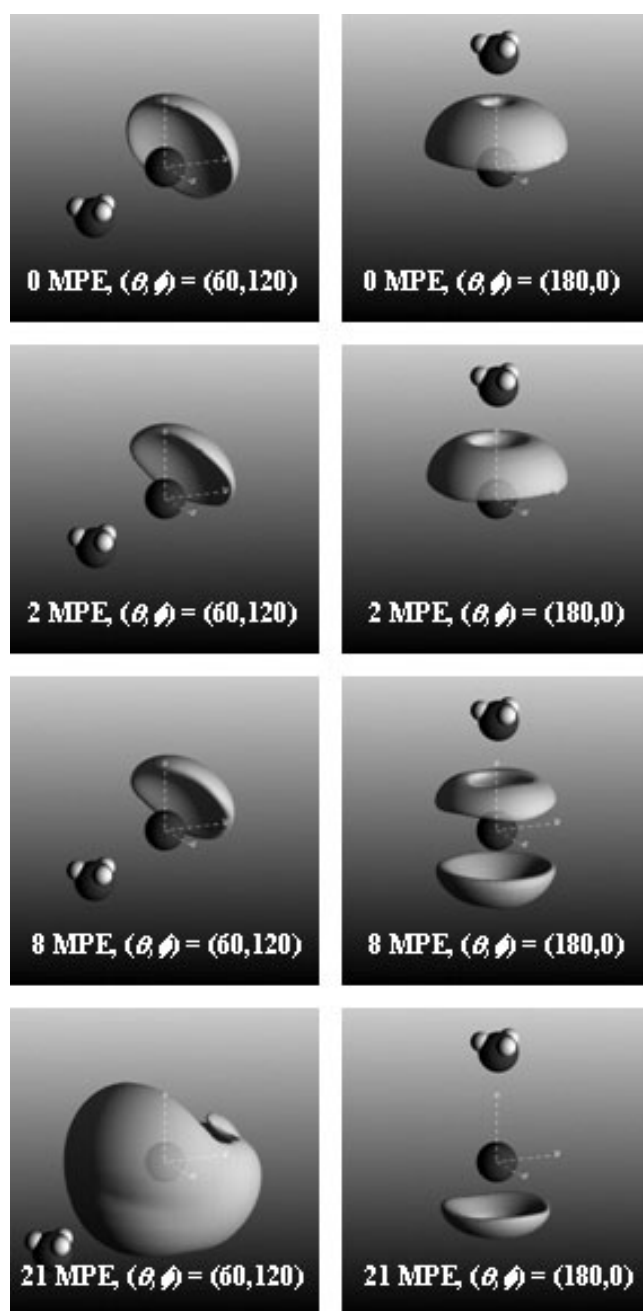 0 MPE, (θ, ϕ) = (60,120)
0 MPE, (θ, ϕ) = (180,0)
2 MPE, (θ, ϕ) = (60,120)
2 MPE, (θ, ϕ) = (180,0)
8 MPE, (θ, ϕ) = (60,120)
8 MPE, (θ, ϕ) = (180,0)
21 MPE, (θ, ϕ) = (60,120)
21 MPE, (θ, ϕ) = (180,0)